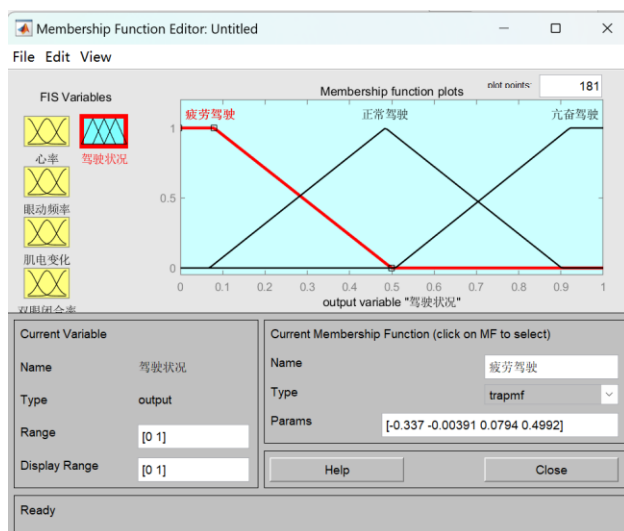 Membership Function Editor: Untitled
File Edit View
FIS Variables
心率
驾驶状况
眼动频率
肌电变化
双眼闭合率
Membership function plots
plot points:
181
疲劳驾驶
正常驾驶
亢奋驾驶
1
0.5
0
0 0.1 0.2 0.3 0.4 0.5 0.6 0.7 0.8 0.9 1
output variable "驾驶状况"
Current Variable
Name 驾驶状况
Type output
Range [0 1]
Display Range [0 1]
Current Membership Function (click on MF to select)
Name 疲劳驾驶
Type trapmf
Params [-0.337 -0.00391 0.0794 0.4992]
Help Close
Ready